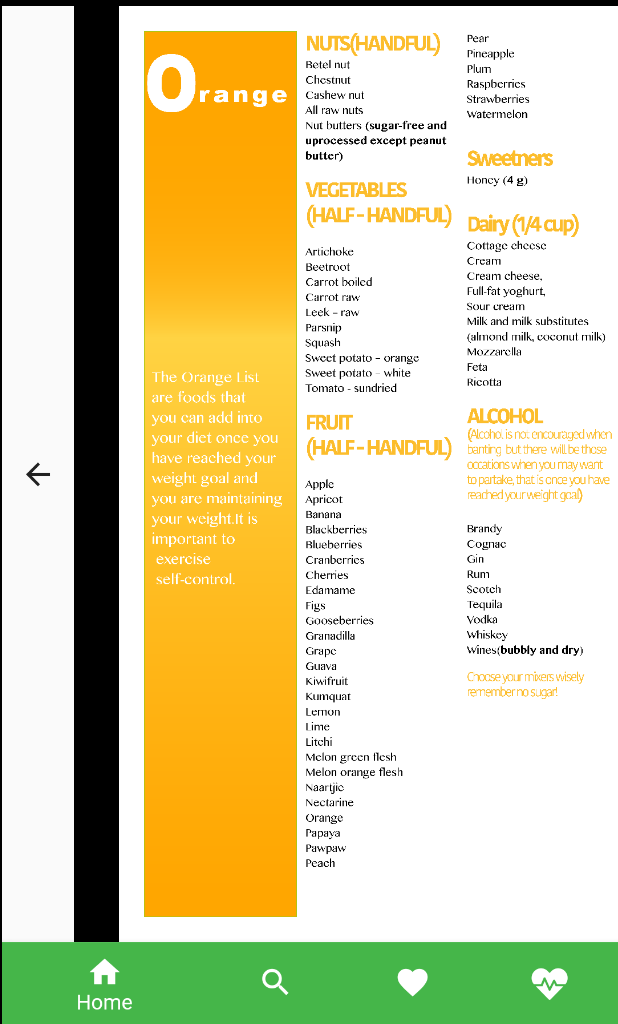 Orange
The Orange List
are foods that
you can add into
your diet once you
have reached your
weight goal and
you are maintaining
your weight.It is
important to
exercise
self-control.
NUTS(HANDFUL)
Betel nut
Chestnut
Cashew nut
All raw nuts
Nut butters (sugar-free and
uprocessed except peanut
butter)
VEGETABLES
(HALF - HANDFUL)
Artichoke
Beetroot
Carrot boiled
Carrot raw
Leek – raw
Parsnip
Squash
Sweet potato – orange
Sweet potato – white
Tomato - sundried
FRUIT
(HALF - HANDFUL)
Apple
Apricot
Banana
Blackberries
Blueberries
Cranberries
Cherries
Edamame
Figs
Gooseberries
Granadilla
Grape
Guava
Kiwifruit
Kumquat
Lemon
Lime
Litchi
Melon green flesh
Melon orange flesh
Naartjie
Nectarine
Orange
Papaya
Pawpaw
Peach
Pear
Pineapple
Plum
Raspberries
Strawberries
Watermelon
Sweetners
Honey (4 g)
Dairy (1/4 cup)
Cottage cheese
Cream
Cream cheese,
Full-fat yoghurt,
Sour cream
Milk and milk substitutes
(almond milk, coconut milk)
Mozzarella
Feta
Ricotta
ALCOHOL
(Alcohol is not encouraged when
banting but there will be those
occations when you may want
to partake, that is once you have
reached your weight goal)
Brandy
Cognac
Gin
Rum
Scotch
Tequila
Vodka
Whiskey
Wines(bubbly and dry)
Choose your mixers wisely
remember no sugar!
Home